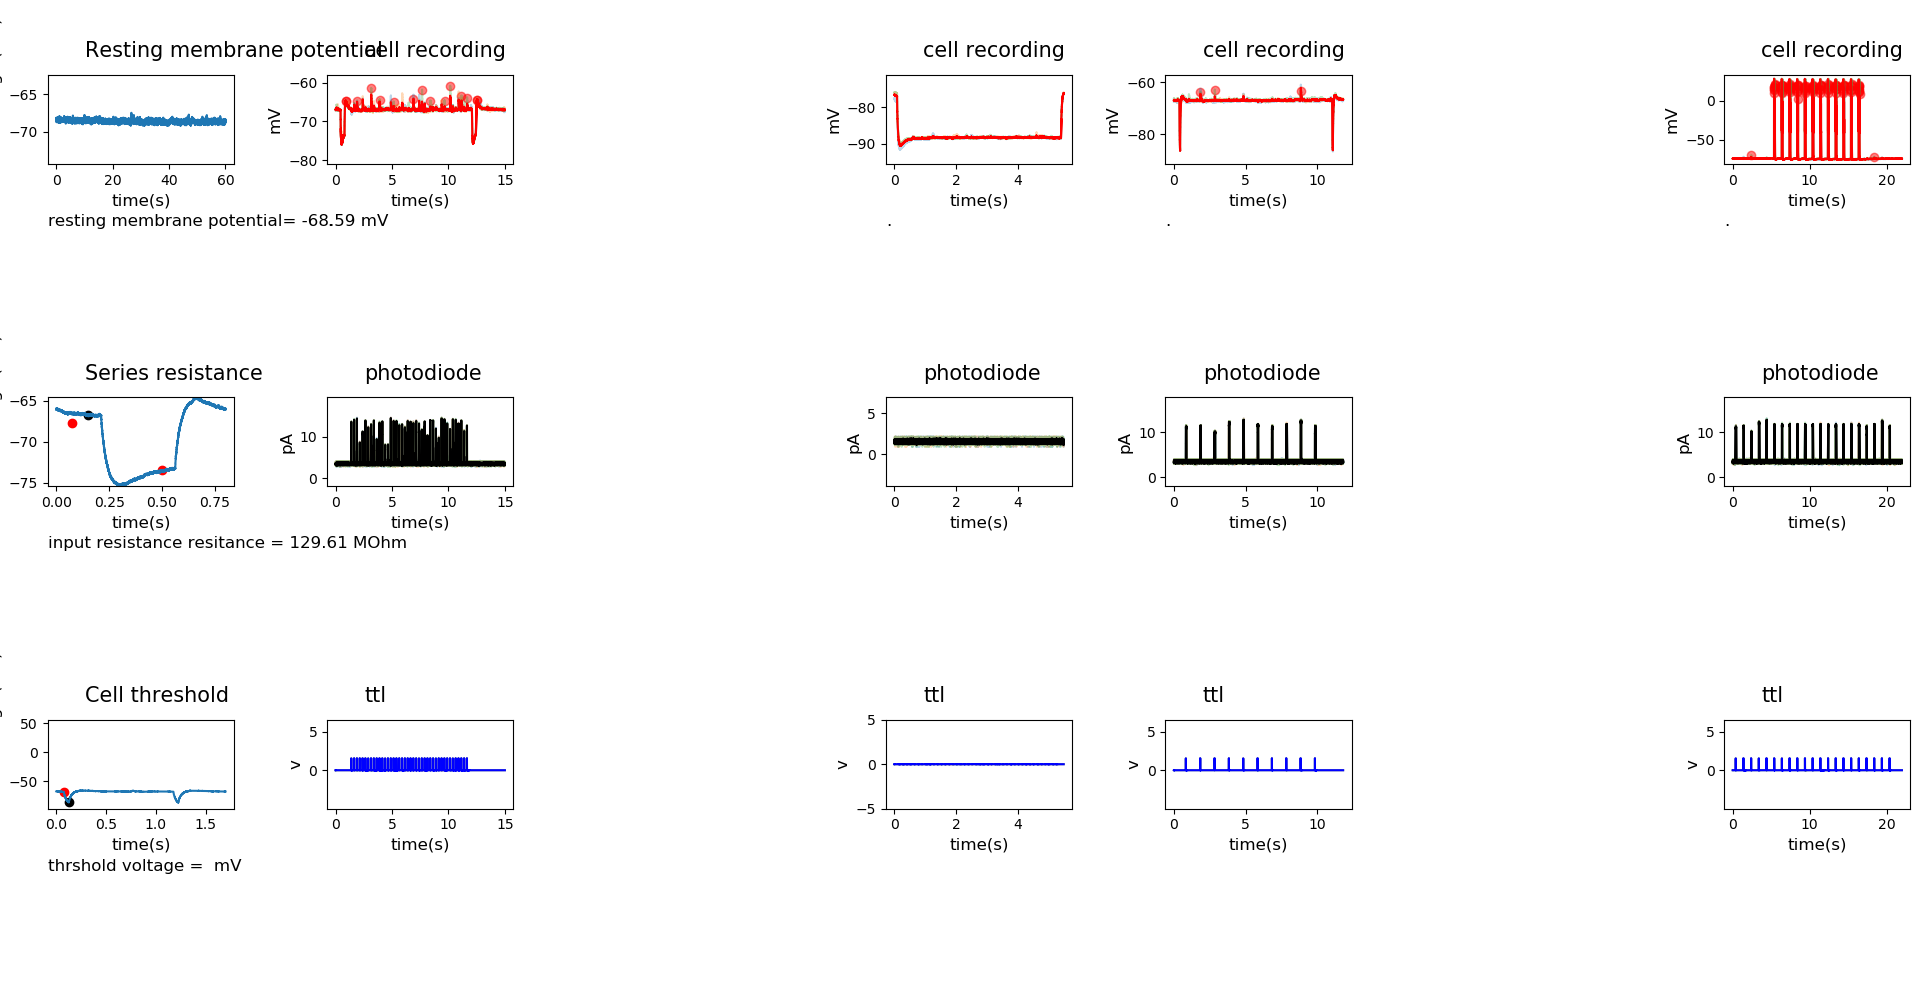 Resting membrane potential
cell recording
cell recording
cell recording
cell recording
−65
−70
0 20 40 60
time(s)
resting membrane potential= -68.59 mV
mV
−60
−70
−80
0 5 10 15
time(s)
.
mV
−80
−90
0 2 4
time(s)
.
mV
−60
−80
0 5 10
time(s)
.
mV
0
−50
0 10 20
time(s)
.
Series resistance
photodiode
photodiode
photodiode
photodiode
−65
−70
−75
0.00 0.25 0.50 0.75
time(s)
input resistance resitance = 129.61 MOhm
pA
10
0
0 5 10 15
time(s)
pA
5
0
0 2 4
time(s)
pA
10
0
0 5 10
time(s)
pA
10
0
0 10 20
time(s)
Cell threshold
ttl
ttl
ttl
ttl
50
0
−50
0.0 0.5 1.0 1.5
time(s)
thrshold voltage =  mV
v
5
0
0 5 10 15
time(s)
v
5
0
−5
0 2 4
time(s)
v
5
0
0 5 10
time(s)
v
5
0
0 10 20
time(s)